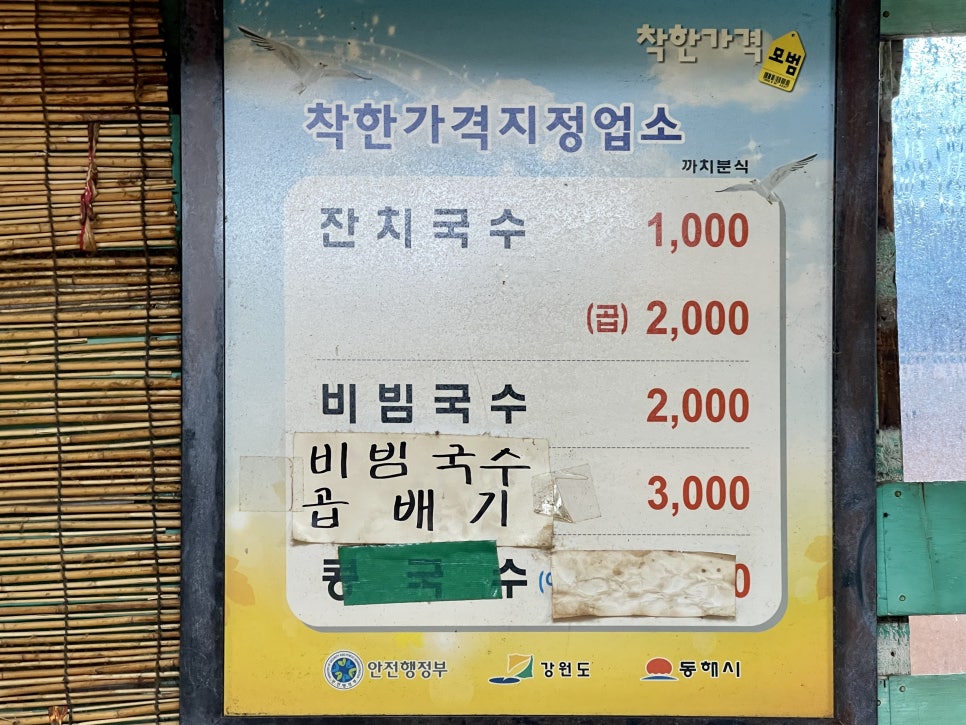 착한가격
모범
착한가격지정업소
까치분식
잔치국수 1,000
(곱) 2,000
비빔국수 2,000
비빔국수
곱배기 3,000
콩국수
안전행정부 강원도 동해시